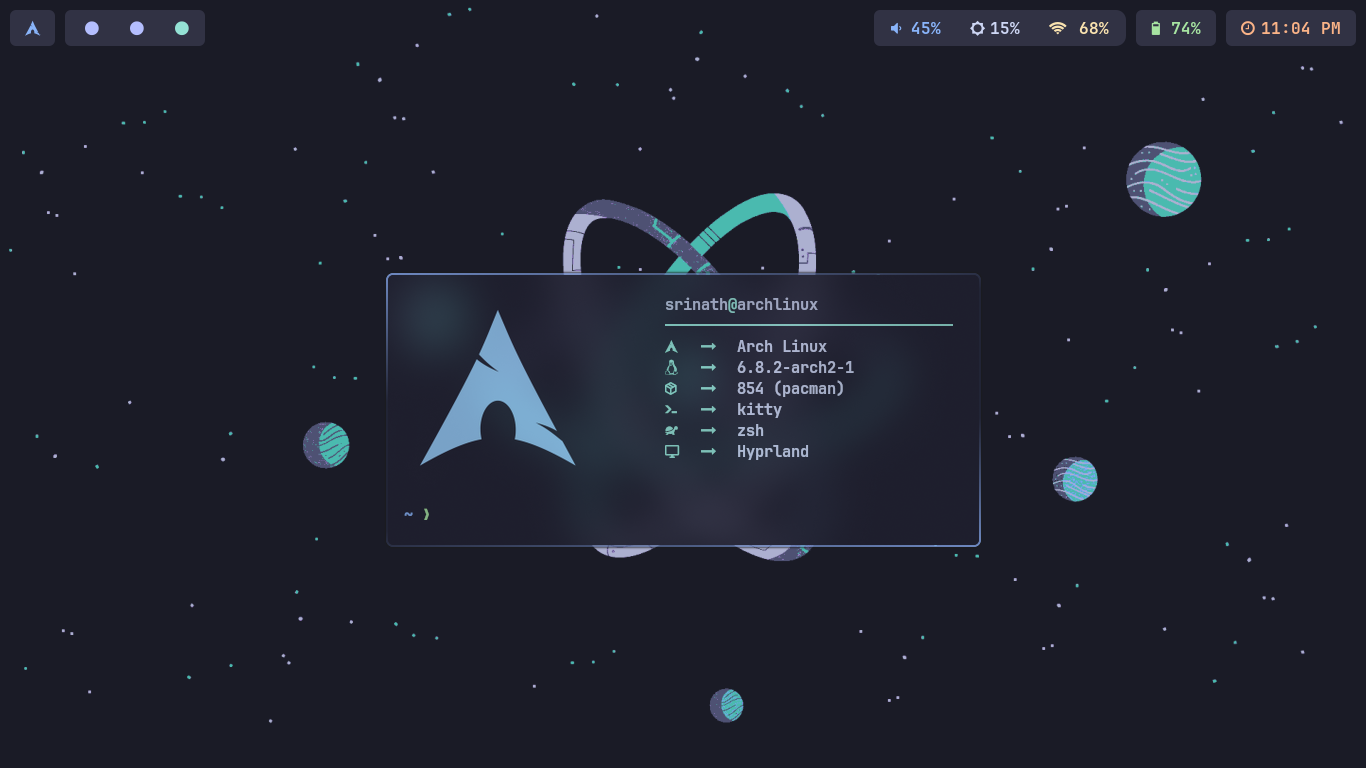 45% 15% 68% 74% 11:04 PM
srinath@archlinux
Arch Linux
6.8.2-arch2-1
854 (pacman)
kitty
zsh
Hyprland
~ ❯